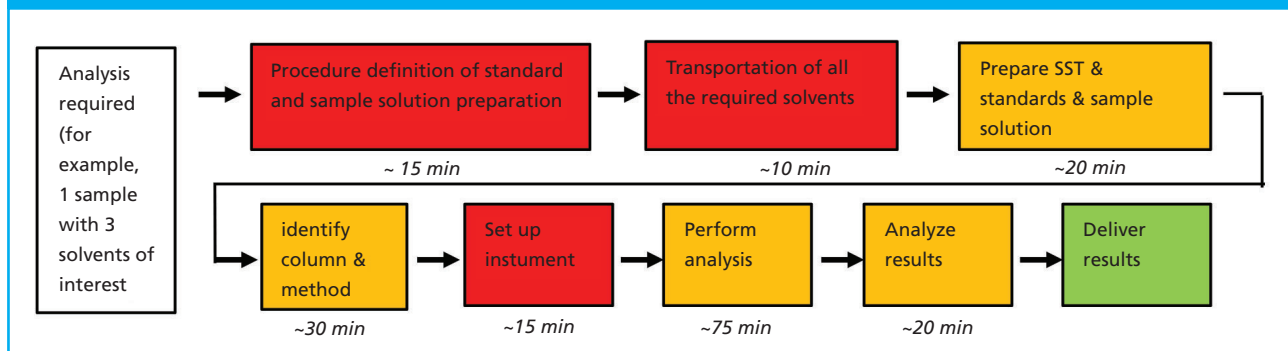 Analysis
required
(for
example,
1 sample
with 3
solvents of
interest
Procedure definition of standard
and sample solution preparation
~ 15 min
Transportation of all
the required solvents
~10 min
Prepare SST &
standards & sample
solution
~20 min
identify
column &
method
~30 min
Set up
instument
~15 min
Perform
analysis
~75 min
Analyze
results
~20 min
Deliver
results